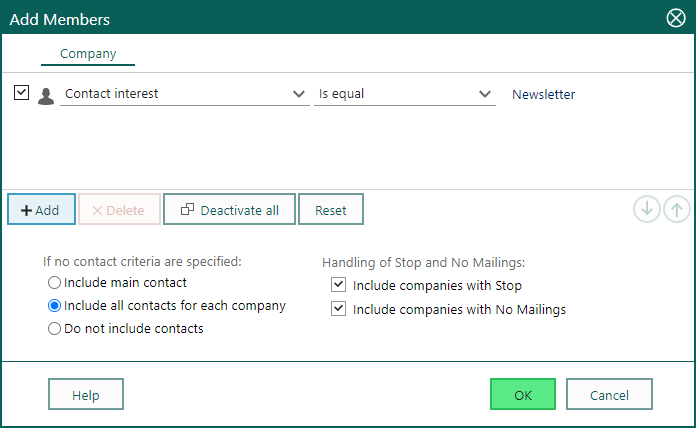 Add Members
Company
Contact interest Is equal Newsletter
Add Delete Deactivate all Reset
If no contact criteria are specified:
Include main contact
Include all contacts for each company
Do not include contacts
Handling of Stop and No Mailings:
Include companies with Stop
Include companies with No Mailings
Help OK Cancel